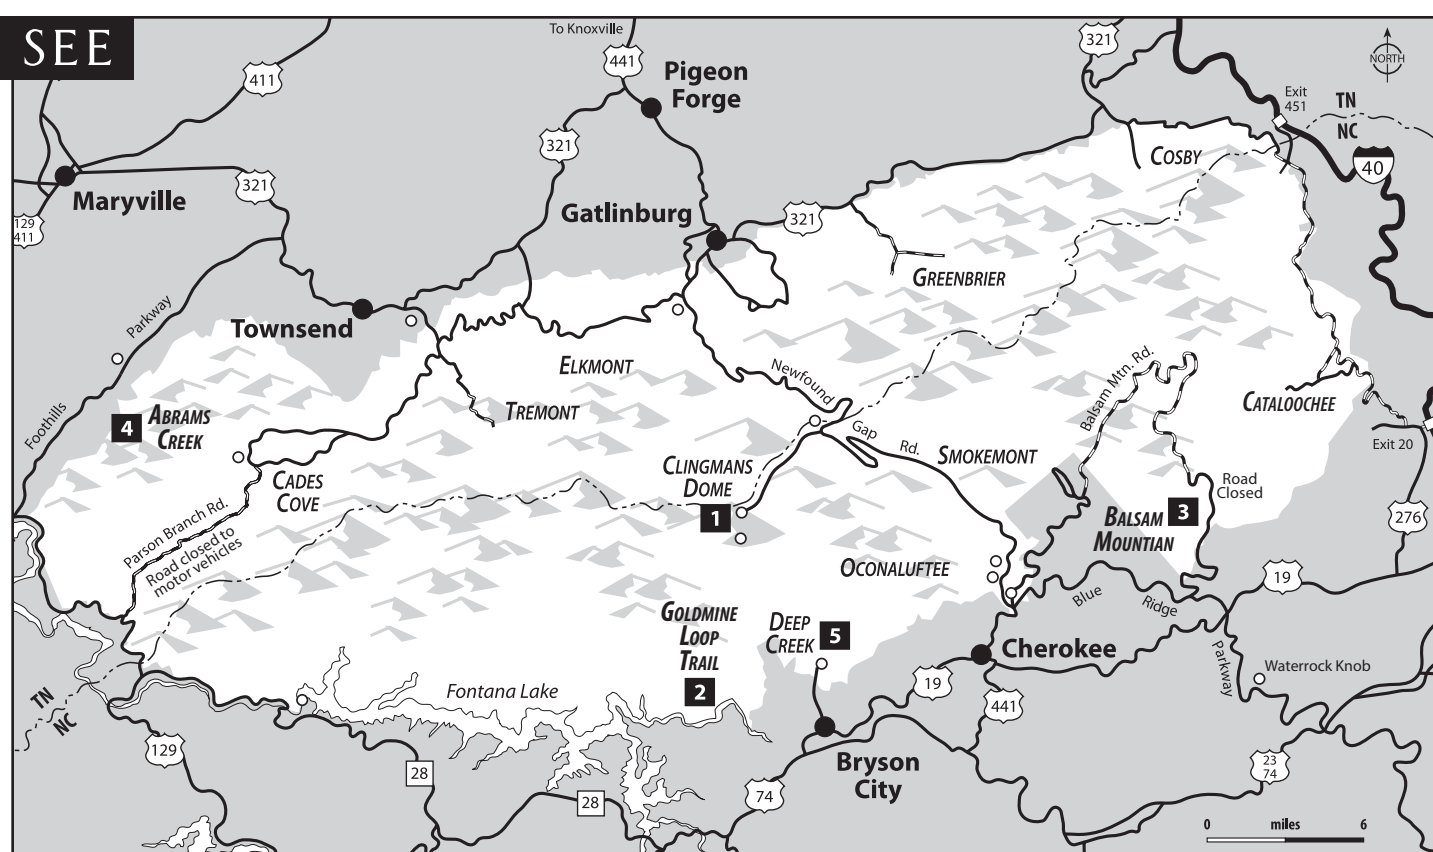 SEE
To Knoxville
441
321
NORTH
411
Pigeon
Forge
Exit
451
TN
NC
321
COSBY
40
321
Maryville
129
411
Gatlinburg
321
GREENBRIER
Parkway
Townsend
ELKMONT
Newfound
Balsam Mtn. Rd.
TREMONT
CATALOOCHEE
Foothills
4
ABRAMS
CREEK
Gap
Rd.
SMOKEMONT
Exit 20
CLINGMANS
DOME
1
CADES
COVE
Road
Closed
BALSAM
MOUNTIAN
3
276
Parson Branch Rd.
Road closed to
motor vehicles
OCONALUFTEE
19
Blue
Ridge
Parkway
GOLDMINE
LOOP
TRAIL
2
DEEP
CREEK
5
Cherokee
Waterrock Knob
TN
NC
Fontana Lake
19
441
129
28
28
74
Bryson
City
23
74
0 miles 6